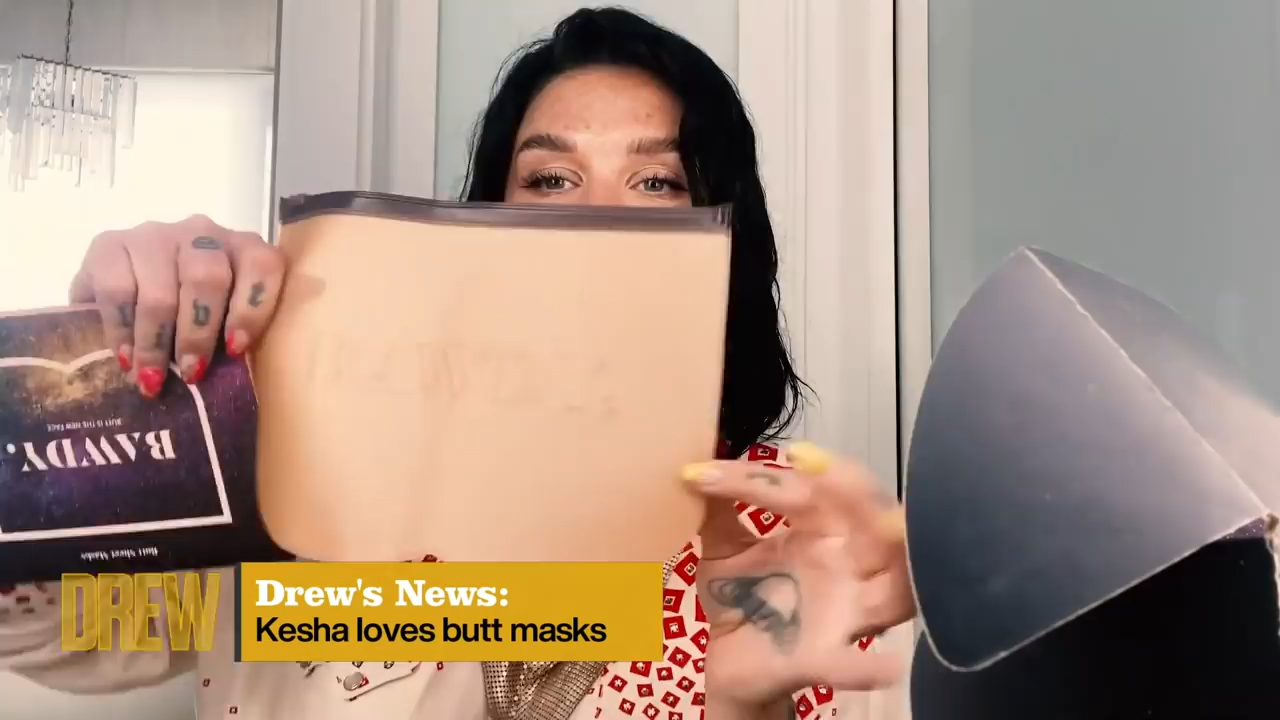 BAWDY.
BUTT IS THE NEW FACE
Butt Sheet Masks
DREW
Drew's News:
Kesha loves butt masks